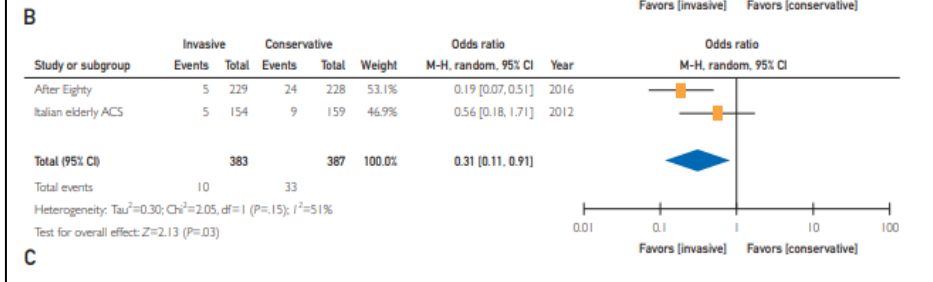 Favors [invasive] Favors [conservative]
B
Invasive Conservative Odds ratio Odds ratio
Study or subgroup Events Total Events Total Weight M-H, random, 95% CI Year M-H, random, 95% CI
After Eighty 5 229 24 228 53.1% 0.19 [0.07, 0.51] 2016
Italian elderly ACS 5 154 9 159 46.9% 0.56 [0.18, 1.71] 2012
Total (95% CI) 383 387 100.0% 0.31 [0.11, 0.91]
Total events 10 33
Heterogeneity: Tau²=0.30; Chi²=2.05, df=1 (P=.15); I²=51%
Test for overall effect: Z=2.13 (P=.03)
0.01 0.1 1 10 100
Favors [invasive] Favors [conservative]
C